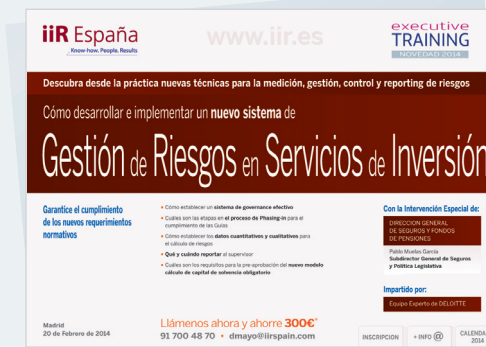 iiR España
Know-how, People, Results
www.iir.es
executive
TRAINING
NOVEDAD 2014
Descubra desde la práctica nuevas técnicas para la medición, gestión, control y reporting de riesgos
Cómo desarrollar e implementar un nuevo sistema de
Gestión de Riesgos en Servicios de Inversión
Garantice el cumplimiento
de los nuevos requerimientos
normativos
• Cómo establecer un sistema de governance efectivo
• Cuáles son las etapas en el proceso de Phasing-in para el
cumplimiento de las Guías
• Cómo establecer los datos cuantitativos y cualitativos para
el cálculo de riesgos
• Qué y cuándo reportar al supervisor
• Cuáles son los requisitos para la pre-aprobación del nuevo modelo
cálculo de capital de solvencia obligatorio
Con la Intervención Especial de:
DIRECCION GENERAL
DE SEGUROS Y FONDOS
DE PENSIONES
Pablo Muelas García
Subdirector General de Seguros
y Política Legislativa
Impartido por:
Equipo Experto de DELOITTE
Madrid
20 de Febrero de 2014
Llámenos ahora y ahorre 300€*
91 700 48 70 • dmayo@iirspain.com
INSCRIPCION
+ INFO @
CALENDA
2014